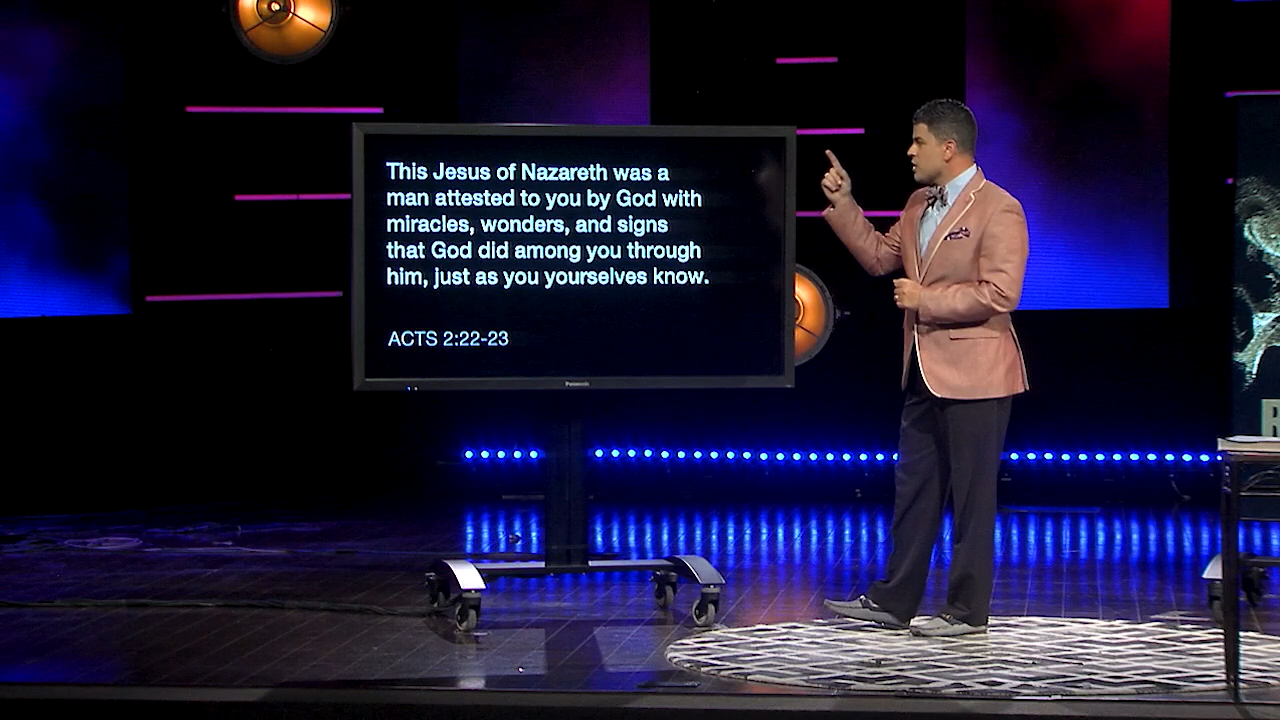 This Jesus of Nazareth was a
man attested to you by God with
miracles, wonders, and signs
that God did among you through
him, just as you yourselves know.
ACTS 2:22-23
Panasonic